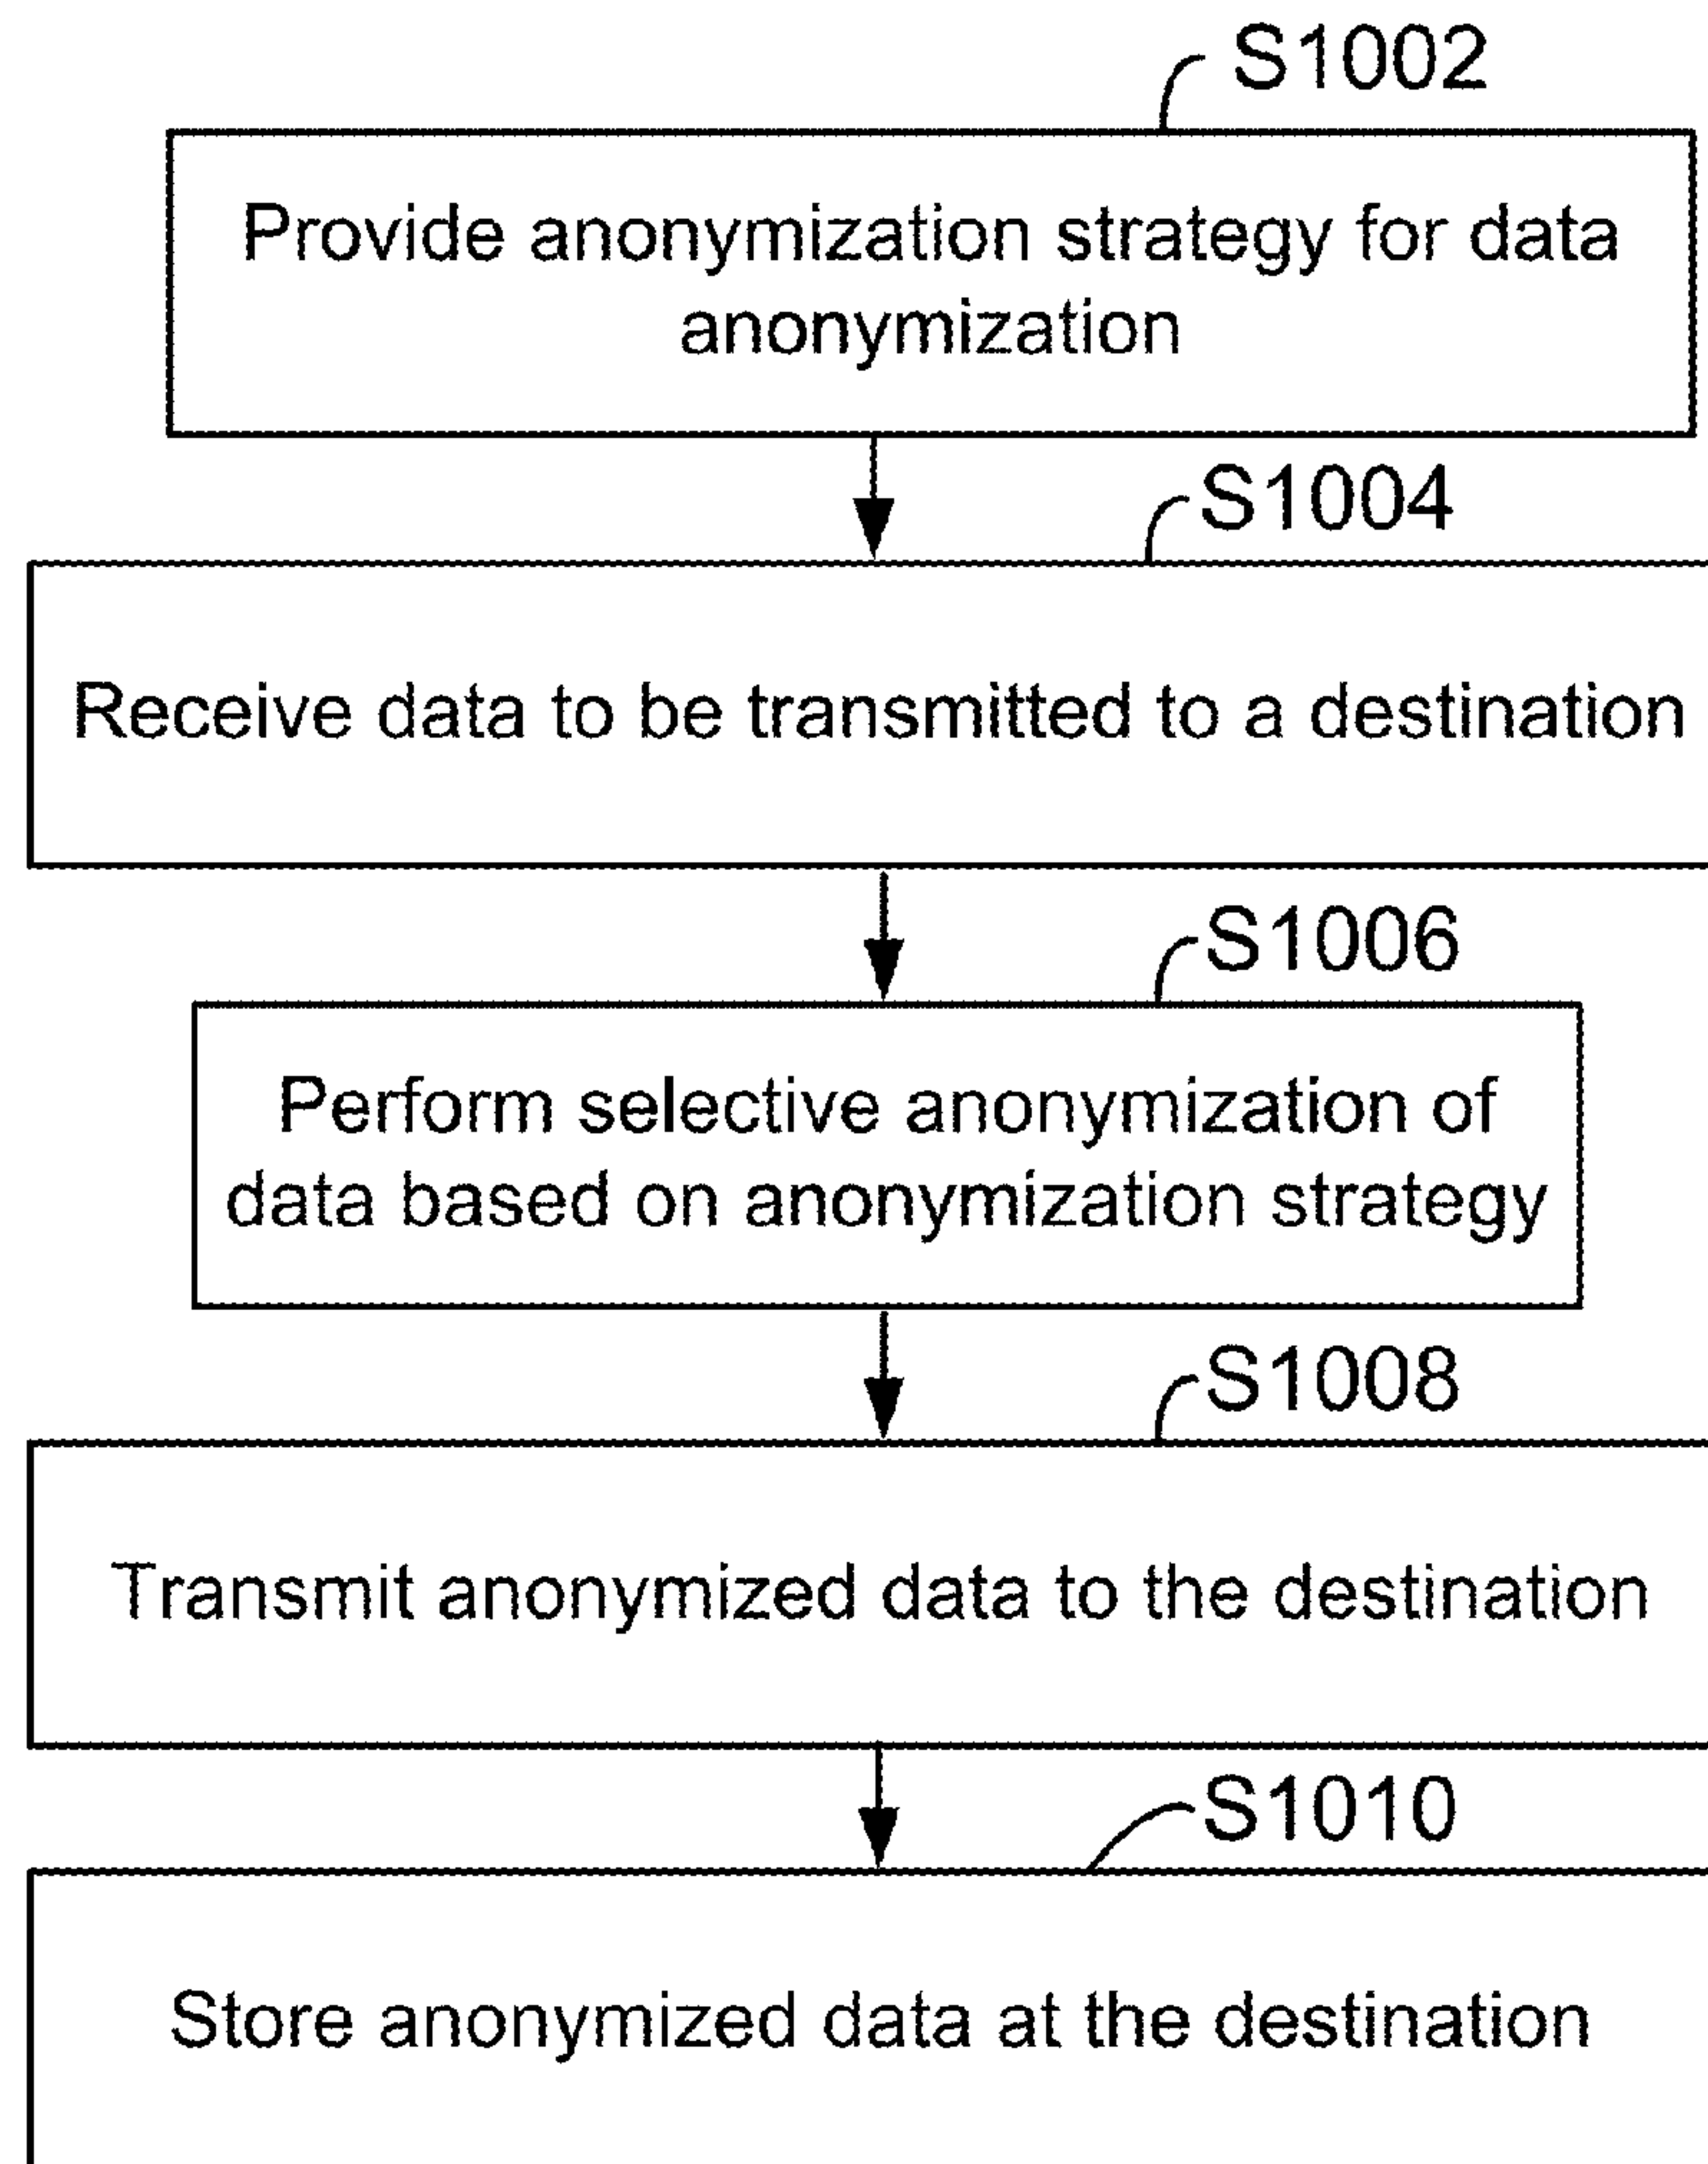 S1002
Provide anonymization strategy for data
anonymization
S1004
Receive data to be transmitted to a destination
S1006
Perform selective anonymization of
data based on anonymization strategy
S1008
Transmit anonymized data to the destination
S1010
Store anonymized data at the destination